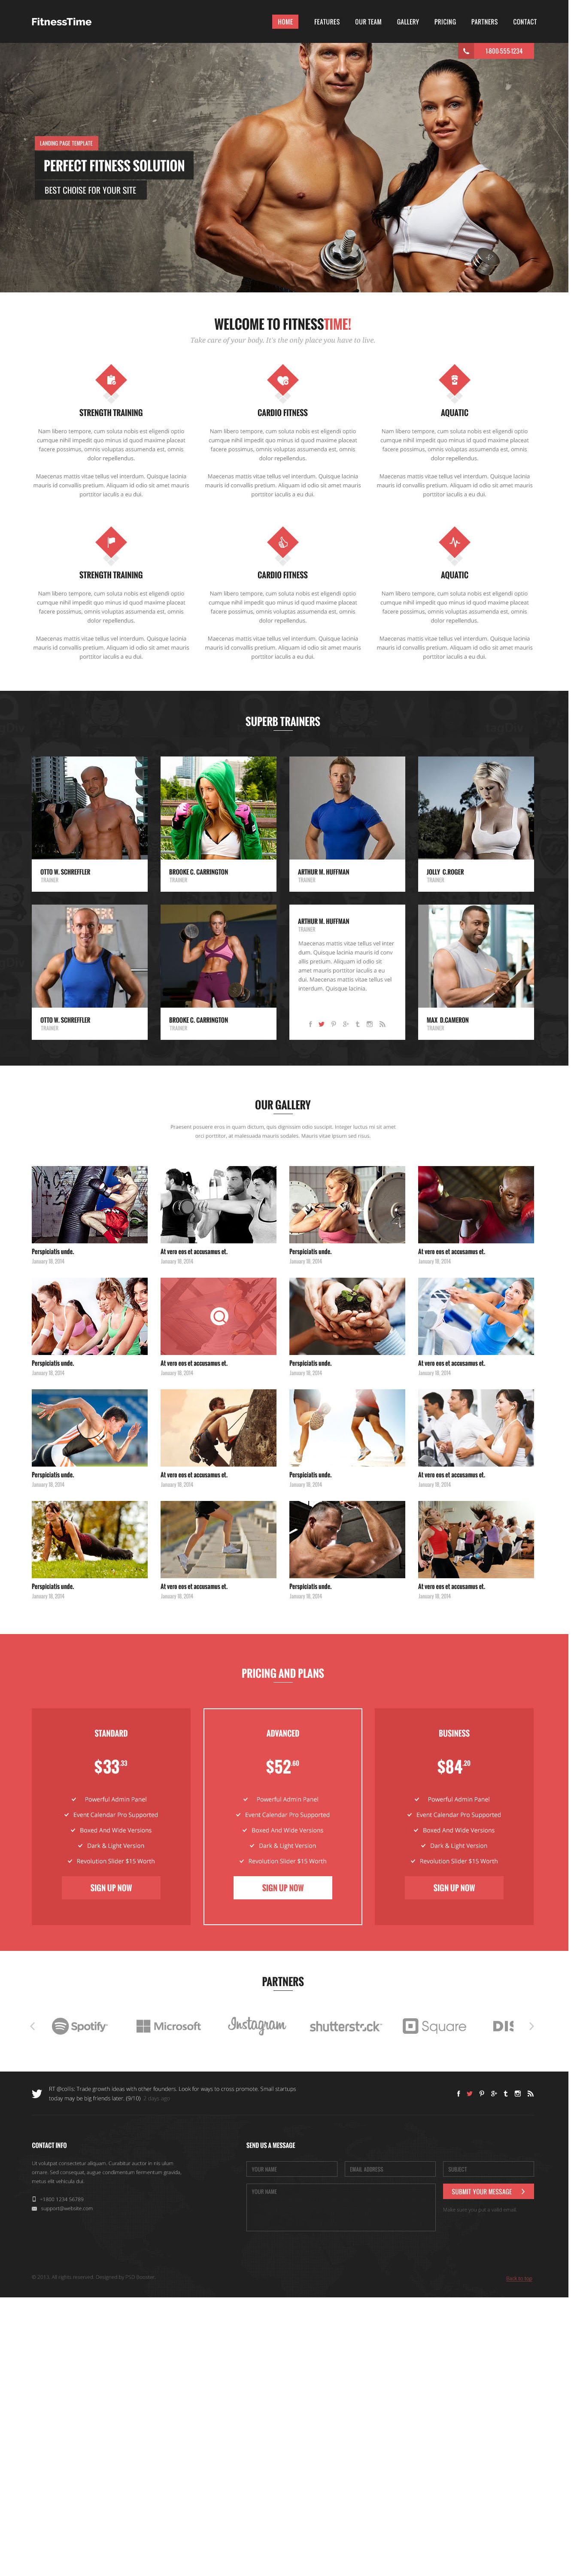 FitnessTime
HOME FEATURES OUR TEAM GALLERY PRICING PARTNERS CONTACT
1-800-555-1234
LANDING PAGE TEMPLATE
PERFECT FITNESS SOLUTION
BEST CHOISE FOR YOUR SITE
WELCOME TO FITNESSTIME!
Take care of your body. It's the only place you have to live.
STRENGTH TRAINING CARDIO FITNESS AQUATIC
Nam libero tempore, cum soluta nobis est eligendi optio Nam libero tempore, cum soluta nobis est eligendi optio Nam libero tempore, cum soluta nobis est eligendi optio
cumque nihil impedit quo minus id quod maxime placeat cumque nihil impedit quo minus id quod maxime placeat cumque nihil impedit quo minus id quod maxime placeat
facere possimus, omnis voluptas assumenda est, omnis facere possimus, omnis voluptas assumenda est, omnis facere possimus, omnis voluptas assumenda est, omnis
dolor repellendus. dolor repellendus. dolor repellendus.
Maecenas mattis vitae tellus vel interdum. Quisque lacinia Maecenas mattis vitae tellus vel interdum. Quisque lacinia Maecenas mattis vitae tellus vel interdum. Quisque lacinia
mauris id convallis pretium. Aliquam id odio sit amet mauris mauris id convallis pretium. Aliquam id odio sit amet mauris mauris id convallis pretium. Aliquam id odio sit amet mauris
porttitor iaculis a eu dui. porttitor iaculis a eu dui. porttitor iaculis a eu dui.
STRENGTH TRAINING CARDIO FITNESS AQUATIC
Nam libero tempore, cum soluta nobis est eligendi optio Nam libero tempore, cum soluta nobis est eligendi optio Nam libero tempore, cum soluta nobis est eligendi optio
cumque nihil impedit quo minus id quod maxime placeat cumque nihil impedit quo minus id quod maxime placeat cumque nihil impedit quo minus id quod maxime placeat
facere possimus, omnis voluptas assumenda est, omnis facere possimus, omnis voluptas assumenda est, omnis facere possimus, omnis voluptas assumenda est, omnis
dolor repellendus. dolor repellendus. dolor repellendus.
Maecenas mattis vitae tellus vel interdum. Quisque lacinia Maecenas mattis vitae tellus vel interdum. Quisque lacinia Maecenas mattis vitae tellus vel interdum. Quisque lacinia
mauris id convallis pretium. Aliquam id odio sit amet mauris mauris id convallis pretium. Aliquam id odio sit amet mauris mauris id convallis pretium. Aliquam id odio sit amet mauris
porttitor iaculis a eu dui. porttitor iaculis a eu dui. porttitor iaculis a eu dui.
SUPERB TRAINERS
OTTO W. SCHREFFLER BROOKE C. CARRINGTON ARTHUR M. HUFFMAN JOLLY C.ROGER
TRAINER TRAINER TRAINER TRAINER
ARTHUR M. HUFFMAN
TRAINER
Maecenas mattis vitae tellus vel inter
dum. Quisque lacinia mauris id conv
allis pretium. Aliquam id odio sit
amet mauris porttitor iaculis a eu
dui. Maecenas mattis vitae tellus vel
interdum. Quisque lacinia.
OTTO W. SCHREFFLER BROOKE C. CARRINGTON MAX D.CAMERON
TRAINER TRAINER TRAINER
OUR GALLERY
Praesent posuere eros in quam dictum, quis dignissim odio suscipit. Integer luctus mi sit amet
orci porttitor, at malesuada mauris sodales. Mauris vitae ipsum sed risus.
Perspiciatis unde. At vero eos et accusamus et. Perspiciatis unde. At vero eos et accusamus et.
January 18, 2014 January 18, 2014 January 18, 2014 January 18, 2014
Perspiciatis unde. At vero eos et accusamus et. Perspiciatis unde. At vero eos et accusamus et.
January 18, 2014 January 18, 2014 January 18, 2014 January 18, 2014
Perspiciatis unde. At vero eos et accusamus et. Perspiciatis unde. At vero eos et accusamus et.
January 18, 2014 January 18, 2014 January 18, 2014 January 18, 2014
Perspiciatis unde. At vero eos et accusamus et. Perspiciatis unde. At vero eos et accusamus et.
January 18, 2014 January 18, 2014 January 18, 2014 January 18, 2014
PRICING AND PLANS
STANDARD ADVANCED BUSINESS
$33.33 $52.60 $84.20
Powerful Admin Panel Powerful Admin Panel Powerful Admin Panel
Event Calendar Pro Supported Event Calendar Pro Supported Event Calendar Pro Supported
Boxed And Wide Versions Boxed And Wide Versions Boxed And Wide Versions
Dark & Light Version Dark & Light Version Dark & Light Version
Revolution Slider $15 Worth Revolution Slider $15 Worth Revolution Slider $15 Worth
SIGN UP NOW SIGN UP NOW SIGN UP NOW
PARTNERS
Spotify Microsoft Instagram shutterstock Square DIS
RT @collis: Trade growth ideas with other founders. Look for ways to cross promote. Small startups
today may be big friends later. (9/10) 2 days ago
CONTACT INFO
Ut volutpat consectetur aliquam. Curabitur auctor in nis ulum
ornare. Sed consequat, augue condimentum fermentum gravida,
metus elit vehicula dui.
+1800 1234 56789
support@website.com
SEND US A MESSAGE
YOUR NAME EMAIL ADDRESS SUBJECT
YOUR NAME
SUBMIT YOUR MESSAGE
Make sure you put a valid email.
© 2013. All rights reserved. Designed by PSD Booster.
Back to top